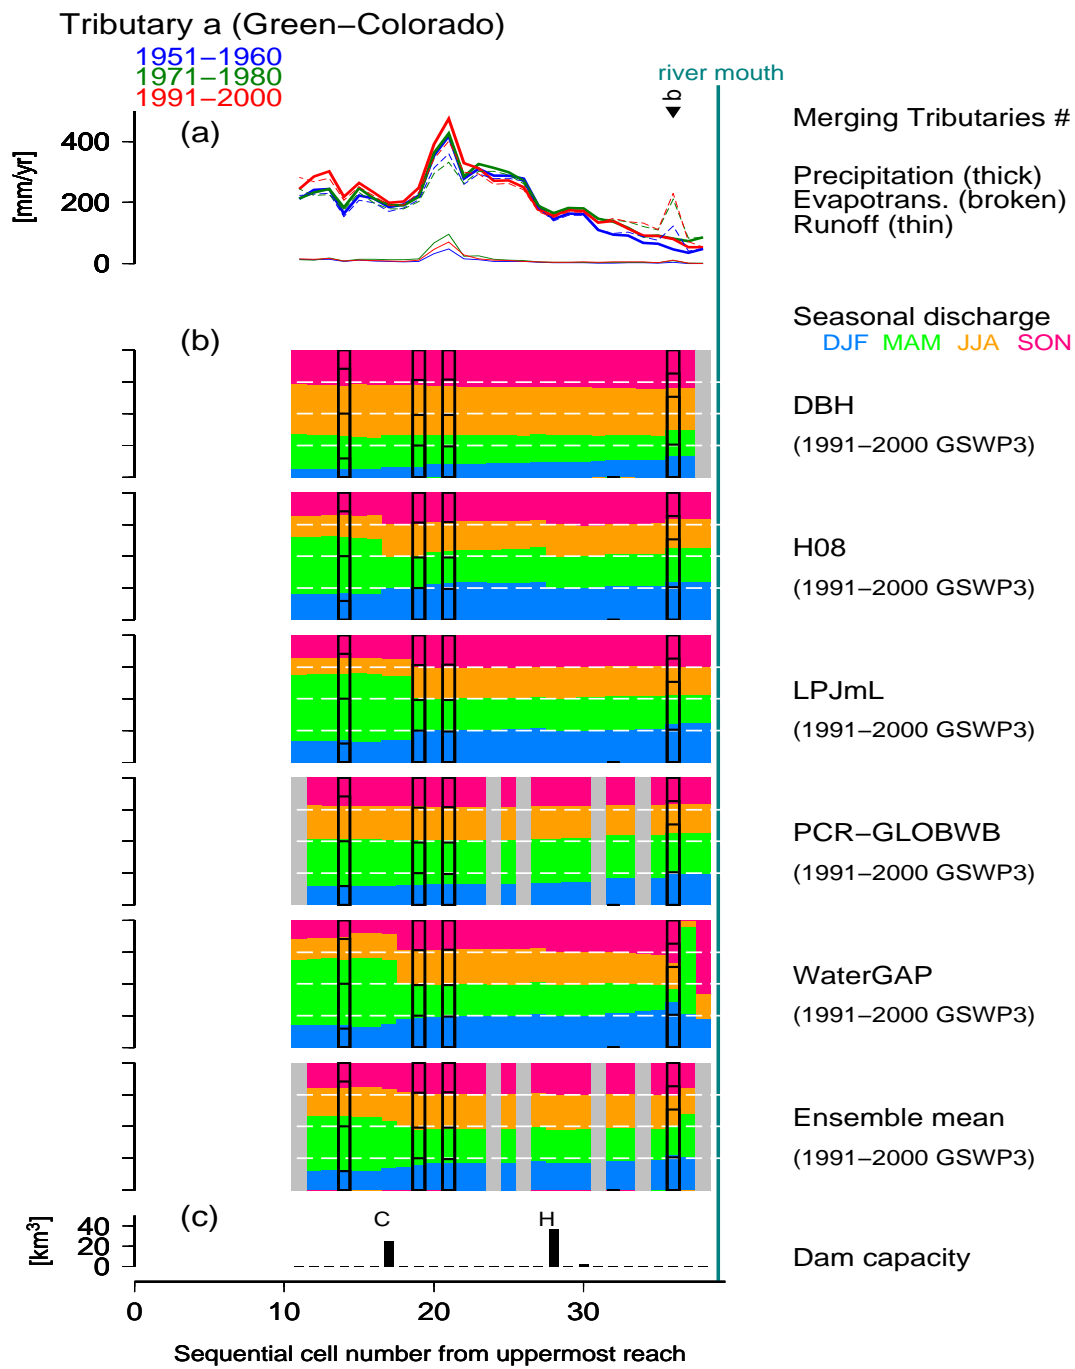 Tributary a (Green−Colorado)
1951−1960
1971−1980
1991−2000
river mouth
b
(a)
400
200
0
[mm/yr]
Merging Tributaries #
Precipitation (thick)
Evapotrans. (broken)
Runoff (thin)
(b)
Seasonal discharge
DJF MAM JJA SON
DBH
(1991−2000 GSWP3)
H08
(1991−2000 GSWP3)
LPJmL
(1991−2000 GSWP3)
PCR−GLOBWB
(1991−2000 GSWP3)
WaterGAP
(1991−2000 GSWP3)
Ensemble mean
(1991−2000 GSWP3)
(c)
C
H
40
20
0
[km³]
Dam capacity
0 10 20 30
Sequential cell number from uppermost reach